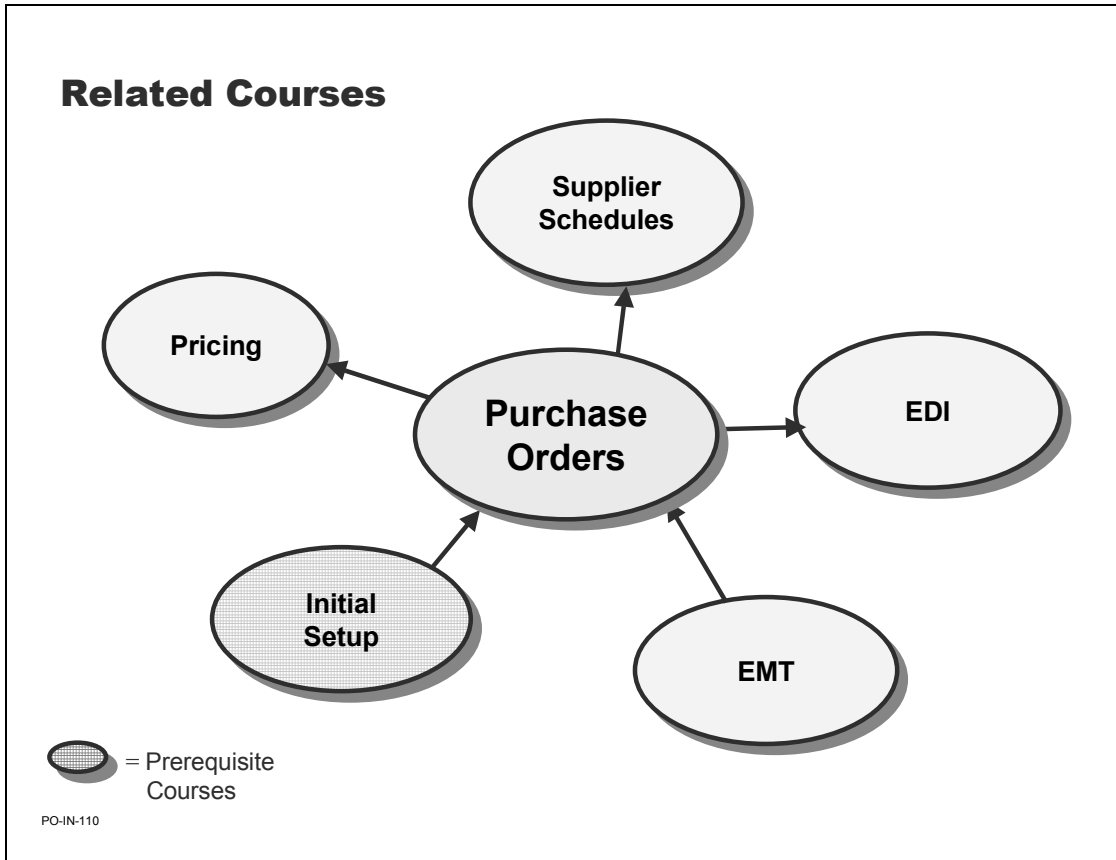 Related Courses
Supplier
Schedules
Pricing
Purchase
Orders
EDI
Initial
Setup
EMT
= Prerequisite
Courses
PO-IN-110